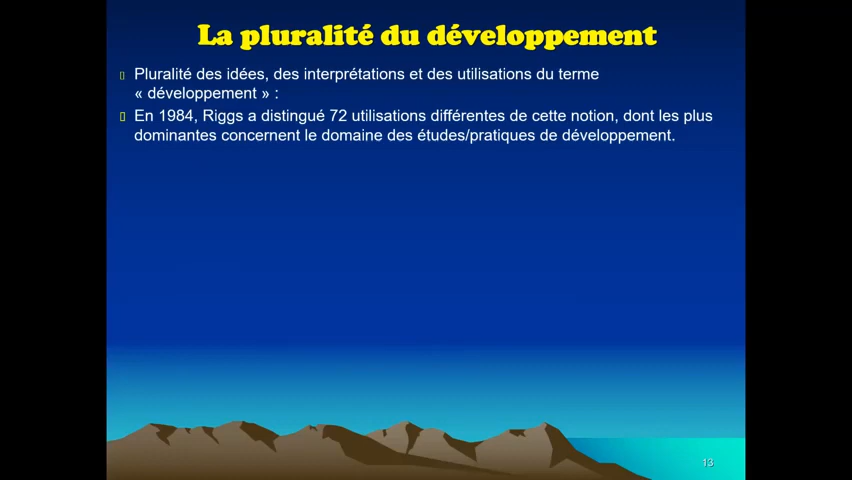 La pluralité du développement
Pluralité des idées, des interprétations et des utilisations du terme
« développement » :
En 1984, Riggs a distingué 72 utilisations différentes de cette notion, dont les plus
dominantes concernent le domaine des études/pratiques de développement.
13